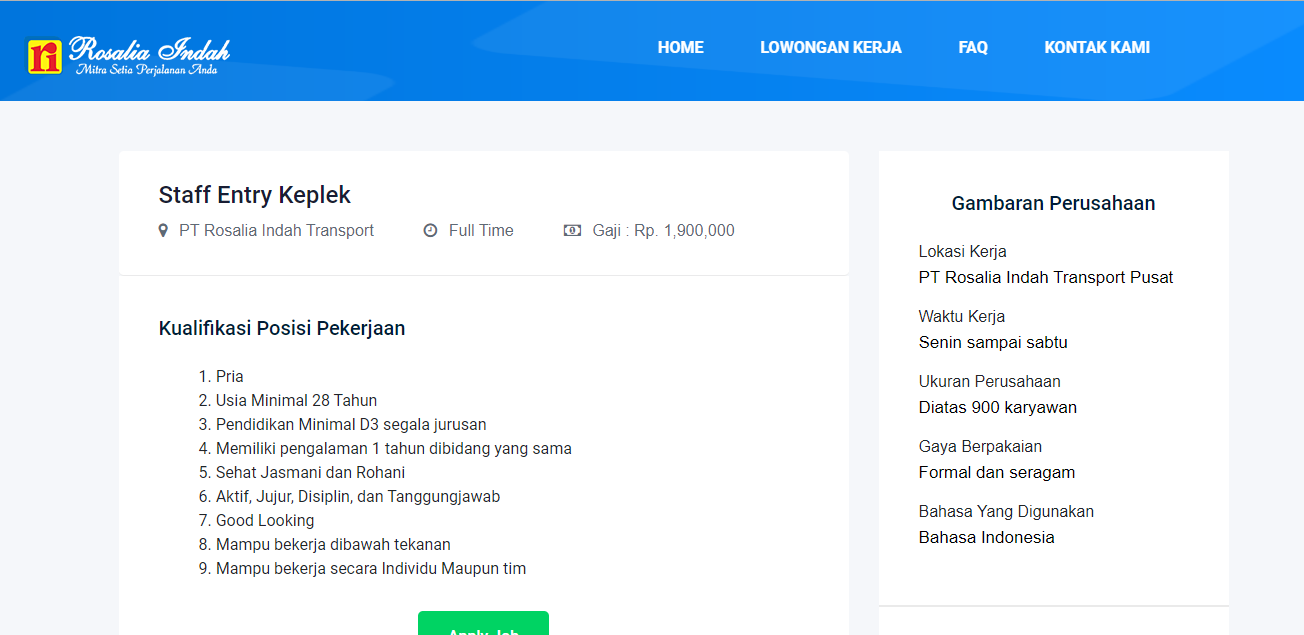 ri Rosalia Indah
Mitra Setia Perjalanan Anda
HOME LOWONGAN KERJA FAQ KONTAK KAMI
Staff Entry Keplek
PT Rosalia Indah Transport Full Time Gaji : Rp. 1,900,000
Kualifikasi Posisi Pekerjaan
1. Pria
2. Usia Minimal 28 Tahun
3. Pendidikan Minimal D3 segala jurusan
4. Memiliki pengalaman 1 tahun dibidang yang sama
5. Sehat Jasmani dan Rohani
6. Aktif, Jujur, Disiplin, dan Tanggungjawab
7. Good Looking
8. Mampu bekerja dibawah tekanan
9. Mampu bekerja secara Individu Maupun tim
Apply Job
Gambaran Perusahaan
Lokasi Kerja
PT Rosalia Indah Transport Pusat
Waktu Kerja
Senin sampai sabtu
Ukuran Perusahaan
Diatas 900 karyawan
Gaya Berpakaian
Formal dan seragam
Bahasa Yang Digunakan
Bahasa Indonesia